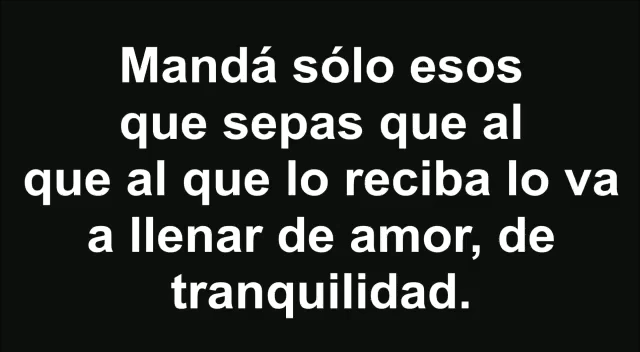 Mandá sólo esos
que sepas que al
que al que lo reciba lo va
a llenar de amor, de
tranquilidad.